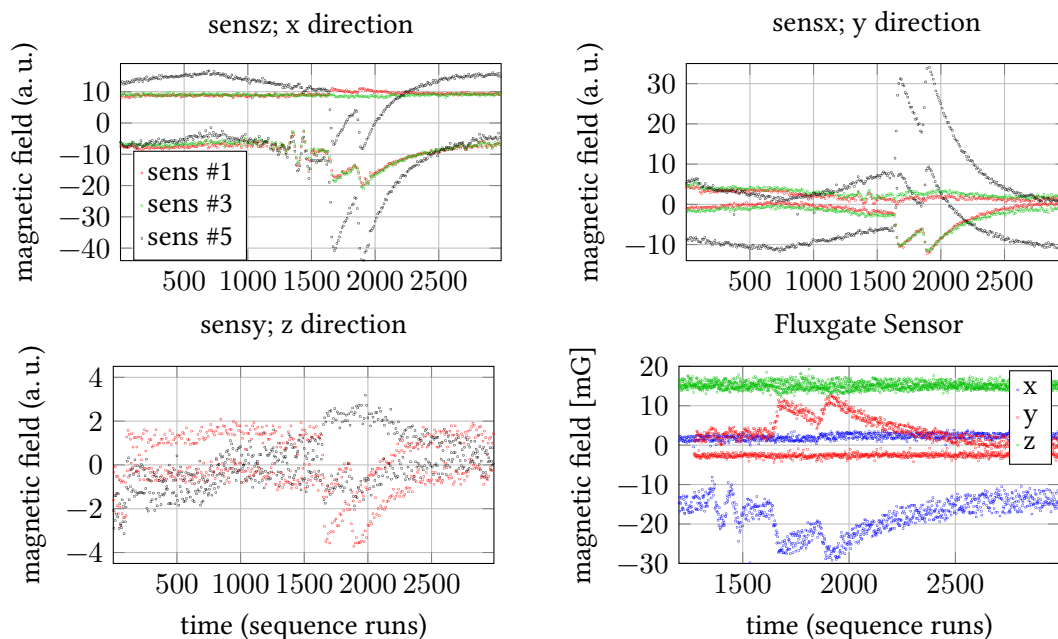 sensz; x direction
magnetic field (a. u.)
10
0
−10
−20
−30
−40
sens #1
sens #3
sens #5
500 1000 1500 2000 2500
sensx; y direction
magnetic field (a. u.)
30
20
10
0
−10
500 1000 1500 2000 2500
sensy; z direction
magnetic field (a. u.)
4
2
0
−2
−4
500 1000 1500 2000 2500
time (sequence runs)
Fluxgate Sensor
magnetic field [mG]
20
10
0
−10
−20
−30
x
y
z
1500 2000 2500
time (sequence runs)